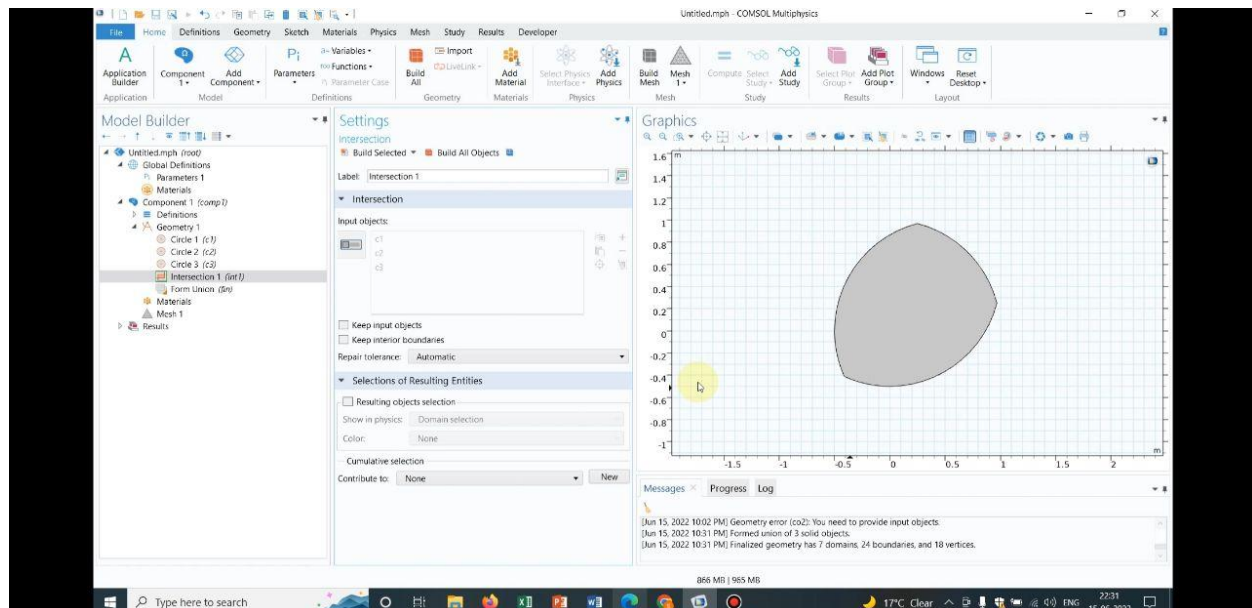 Untitled.mph - COMSOL Multiphysics
File Home Definitions Geometry Sketch Materials Physics Mesh Study Results Developer
Application Builder
Component 1
Add Component
Parameters
a= Variables
Functions
Parameter Case
Build All
Import
LiveLink
Add Material
Select Physics Interface
Add Physics
Build Mesh
Mesh 1
Compute
Select Study
Add Study
Select Plot Group
Add Plot Group
Windows
Reset Desktop
Application Model Definitions Geometry Materials Physics Mesh Study Results Layout
Model Builder
Untitled.mph (root)
Global Definitions
Parameters 1
Materials
Component 1 (comp1)
Definitions
Geometry 1
Circle 1 (c1)
Circle 2 (c2)
Circle 3 (c3)
Intersection 1 (int1)
Form Union (fin)
Materials
Mesh 1
Results
Settings
Intersection
Build Selected Build All Objects
Label: Intersection 1
Intersection
Input objects:
c1
c2
c3
Keep input objects
Keep interior boundaries
Repair tolerance: Automatic
Selections of Resulting Entities
Resulting objects selection
Show in physics: Domain selection
Color: None
Cumulative selection
Contribute to: None New
Graphics
m
1.6
1.4
1.2
1
0.8
0.6
0.4
0.2
0
-0.2
-0.4
-0.6
-0.8
-1
-1.5 -1 -0.5 0 0.5 1 1.5 2
m
Messages Progress Log
[Jun 15, 2022 10:02 PM] Geometry error (co2): You need to provide input objects.
[Jun 15, 2022 10:31 PM] Formed union of 3 solid objects.
[Jun 15, 2022 10:31 PM] Finalized geometry has 7 domains, 24 boundaries, and 18 vertices.
866 MB | 965 MB
Type here to search
17°C Clear
ENG
22:31
15-06-2022